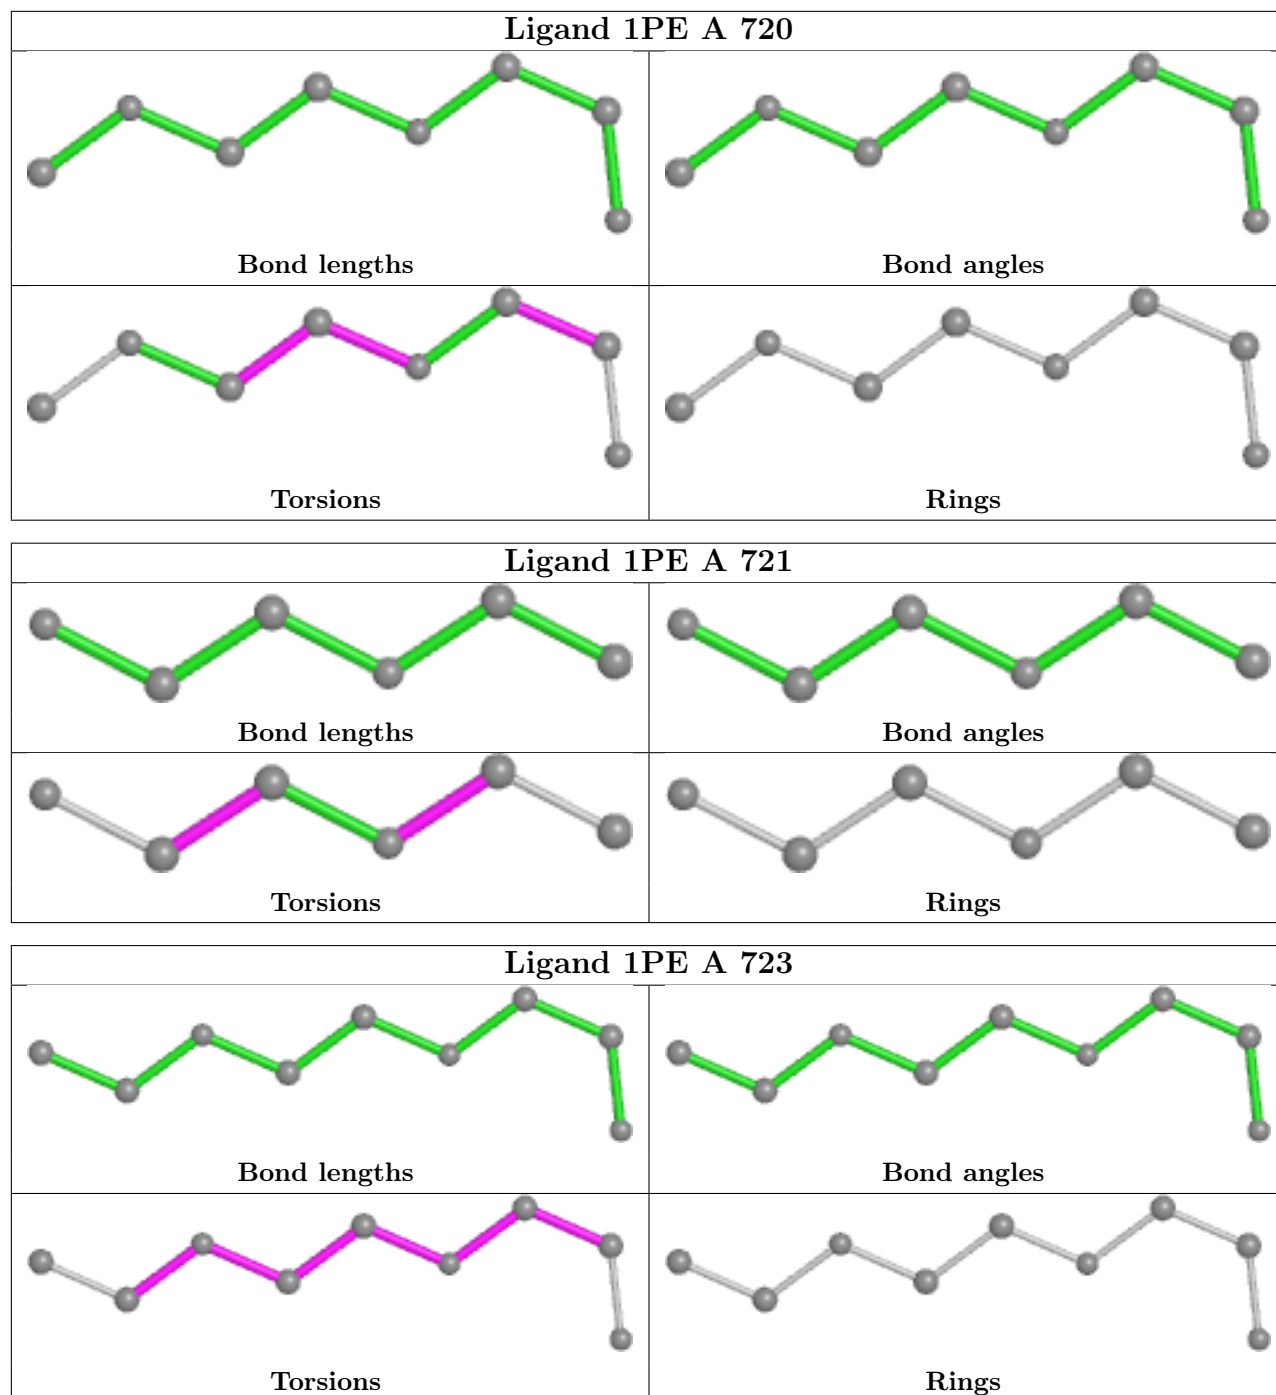 Ligand 1PE A 720
Bond lengths
Bond angles
Torsions
Rings
Ligand 1PE A 721
Bond lengths
Bond angles
Torsions
Rings
Ligand 1PE A 723
Bond lengths
Bond angles
Torsions
Rings